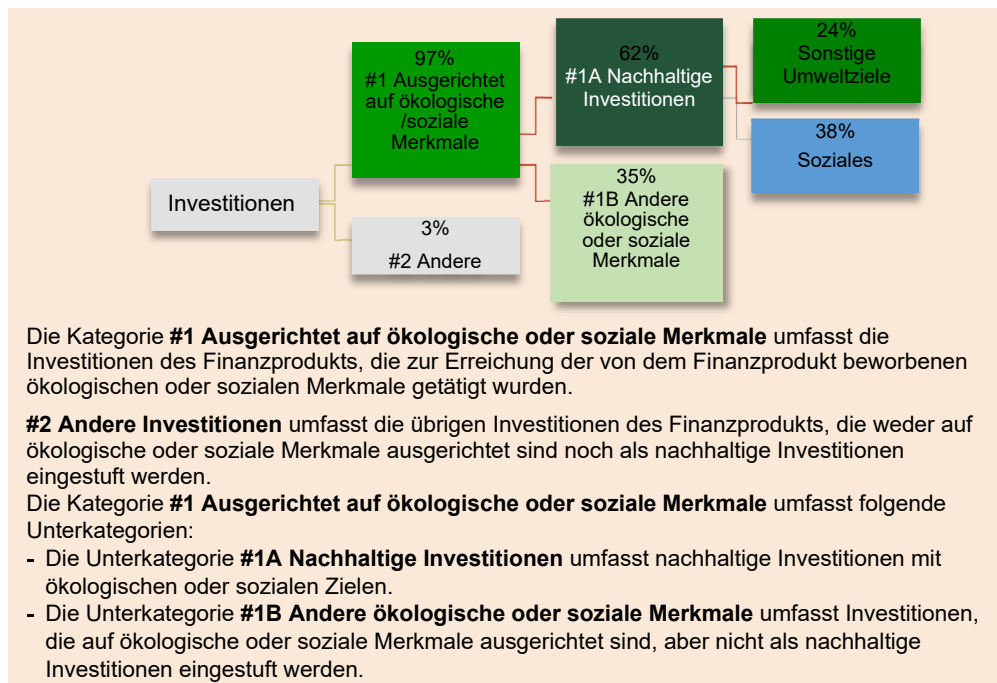 Investitionen
97%
#1 Ausgerichtet
auf ökologische
/soziale
Merkmale
3%
#2 Andere
62%
#1A Nachhaltige
Investitionen
35%
#1B Andere
ökologische
oder soziale
Merkmale
24%
Sonstige
Umweltziele
38%
Soziales
Die Kategorie #1 Ausgerichtet auf ökologische oder soziale Merkmale umfasst die
Investitionen des Finanzprodukts, die zur Erreichung der von dem Finanzprodukt beworbenen
ökologischen oder sozialen Merkmale getätigt wurden.
#2 Andere Investitionen umfasst die übrigen Investitionen des Finanzprodukts, die weder auf
ökologische oder soziale Merkmale ausgerichtet sind noch als nachhaltige Investitionen
eingestuft werden.
Die Kategorie #1 Ausgerichtet auf ökologische oder soziale Merkmale umfasst folgende
Unterkategorien:
- Die Unterkategorie #1A Nachhaltige Investitionen umfasst nachhaltige Investitionen mit
ökologischen oder sozialen Zielen.
- Die Unterkategorie #1B Andere ökologische oder soziale Merkmale umfasst Investitionen,
die auf ökologische oder soziale Merkmale ausgerichtet sind, aber nicht als nachhaltige
Investitionen eingestuft werden.